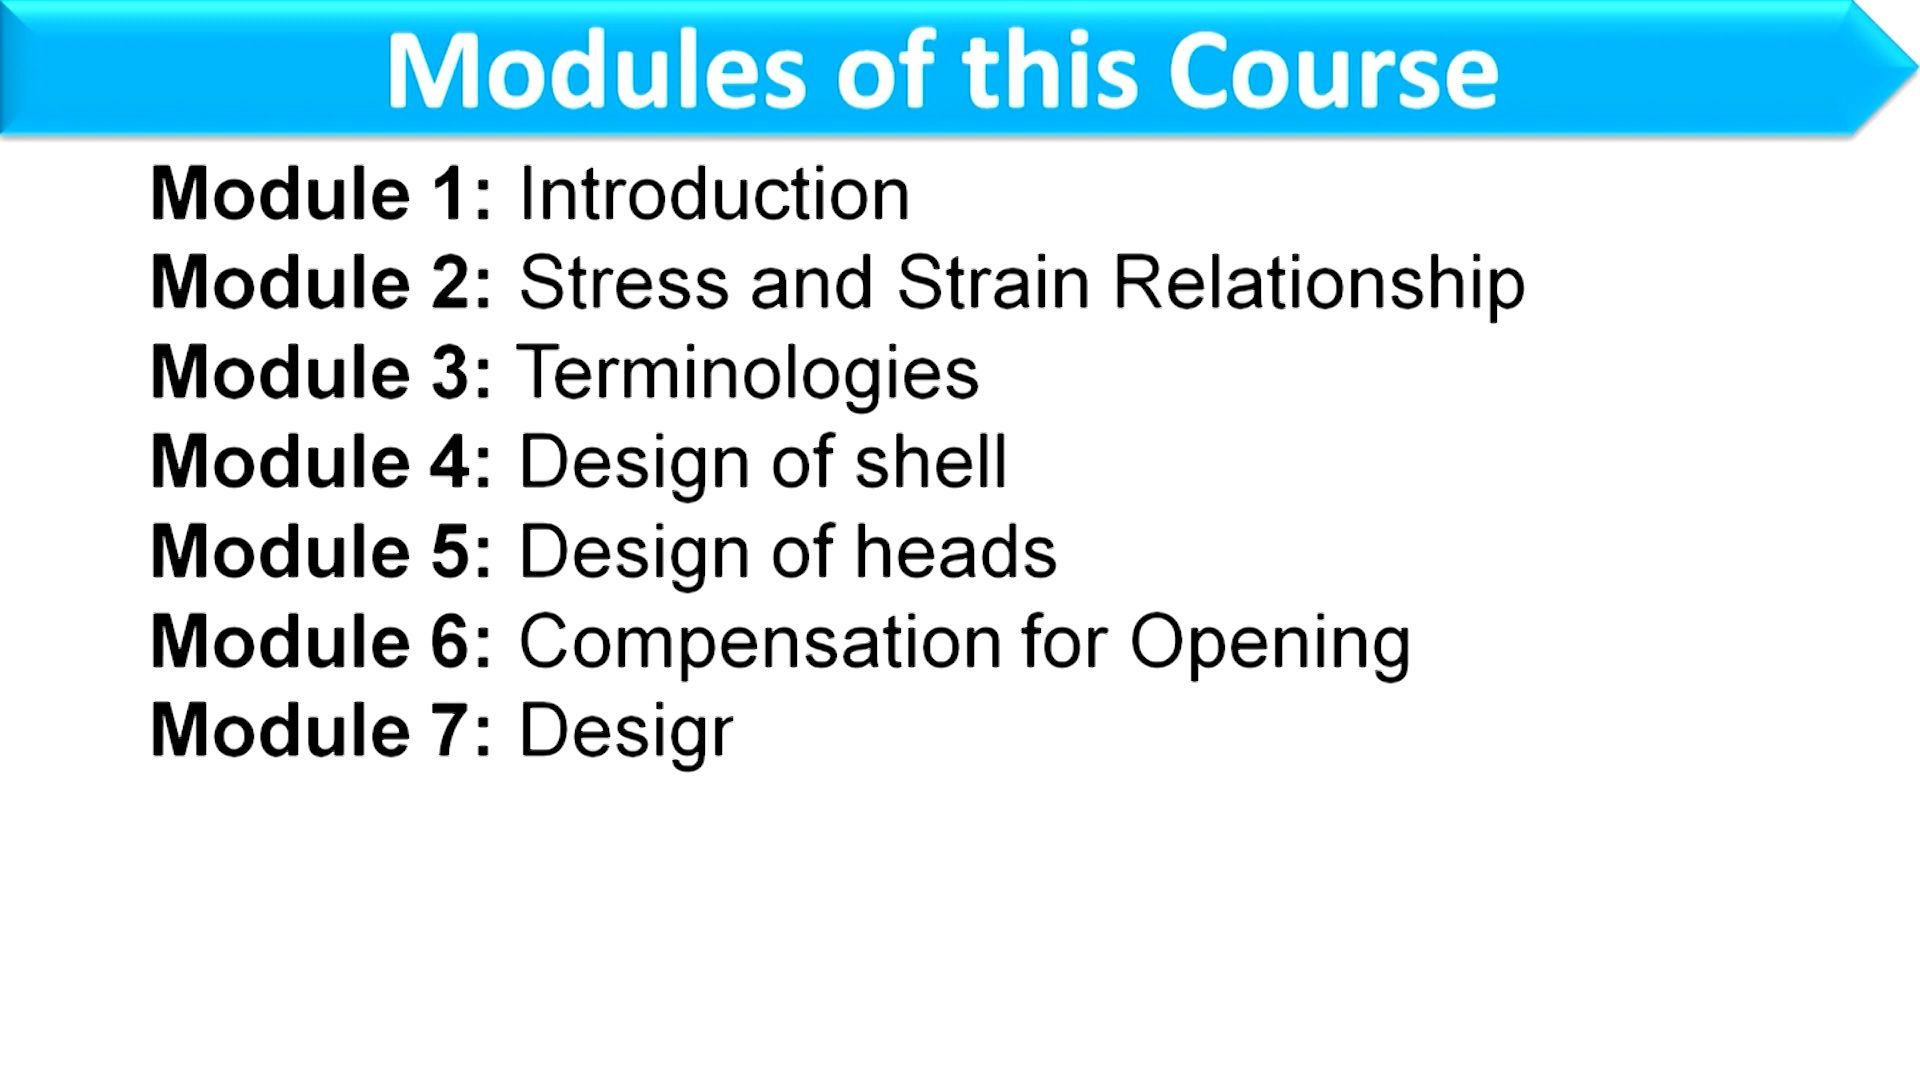 Modules of this Course
Module 1: Introduction
Module 2: Stress and Strain Relationship
Module 3: Terminologies
Module 4: Design of shell
Module 5: Design of heads
Module 6: Compensation for Opening
Module 7: Desigr